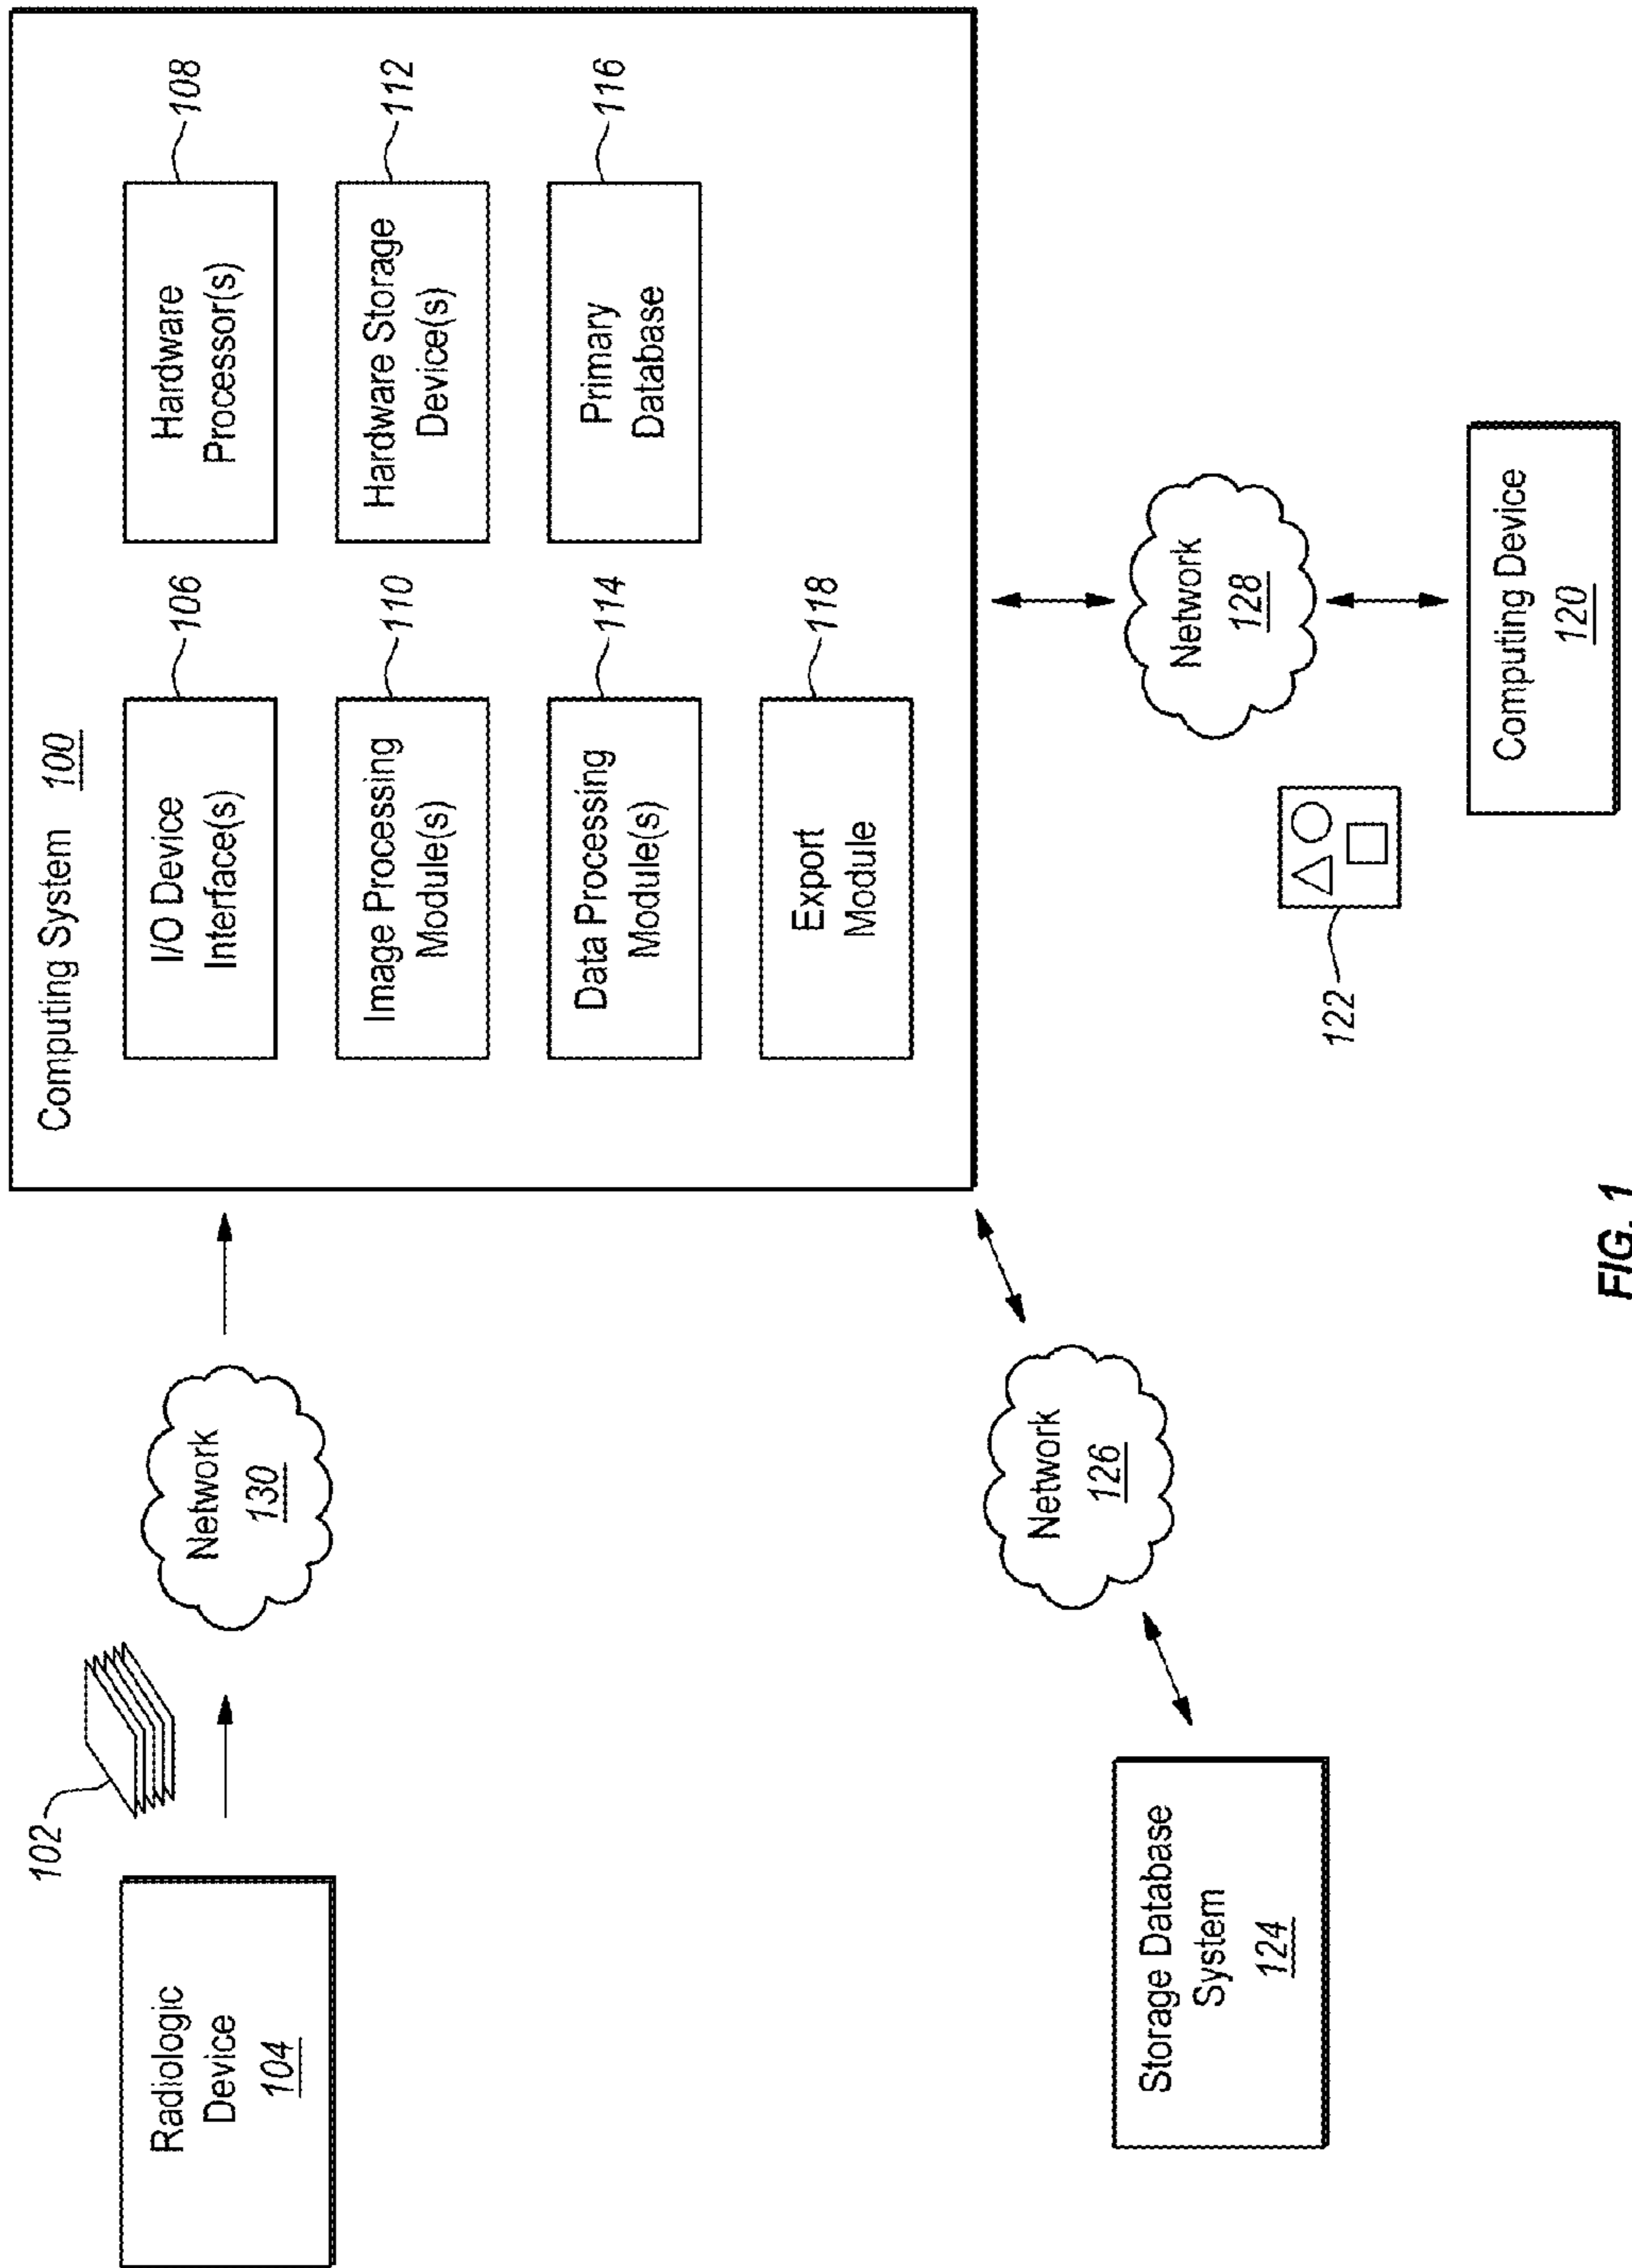 Computing System 100
I/O Device
Interface(s)
106
Hardware
Processor(s)
108
Image Processing
Module(s)
110
Hardware Storage
Device(s)
112
Data Processing
Module(s)
114
Primary
Database
116
Export
Module
118
102
Radiologic
Device
104
Network
130
Storage Database
System
124
Network
126
Network
128
122
Computing Device
120
FIG. 1